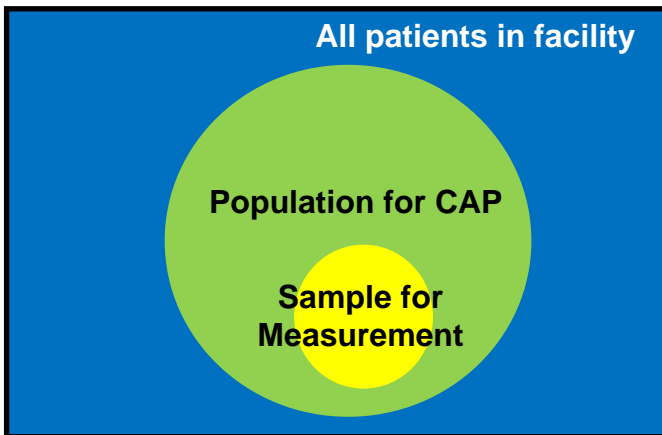 All patients in facility
Population for CAP
Sample for
Measurement